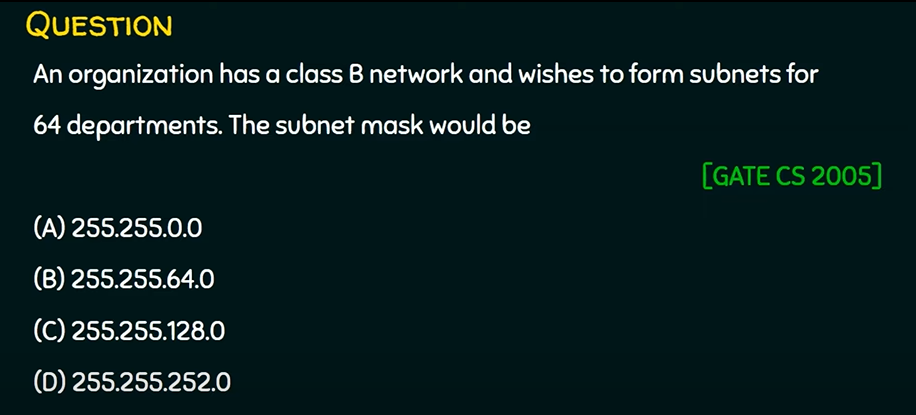 QUESTION
An organization has a class B network and wishes to form subnets for
64 departments. The subnet mask would be
[GATE CS 2005]
(A) 255.255.0.0
(B) 255.255.64.0
(C) 255.255.128.0
(D) 255.255.252.0